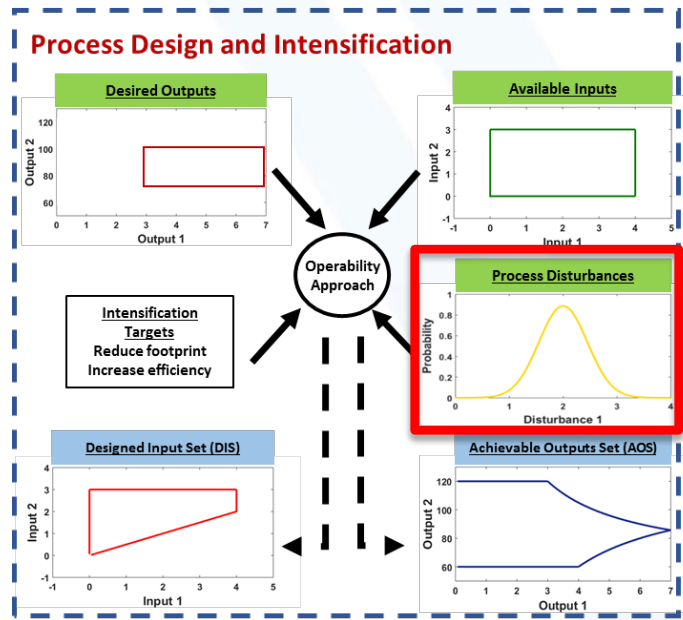 Process Design and Intensification
Desired Outputs
Output 2
120
100
80
60
0 1 2 3 4 5 6 7
Output 1
Available Inputs
Input 2
4
3
2
1
0
-1
-1 0 1 2 3 4 5
Input 1
Operability
Approach
Intensification
Targets
Reduce footprint
Increase efficiency
Process Disturbances
Probability
1
0.8
0.6
0.4
0.2
0
0 1 2 3 4
Disturbance 1
Designed Input Set (DIS)
Input 2
4
3
2
1
0
-1
-1 0 1 2 3 4 5
Input 1
Achievable Outputs Set (AOS)
Output 2
120
100
80
60
0 1 2 3 4 5 6 7
Output 1